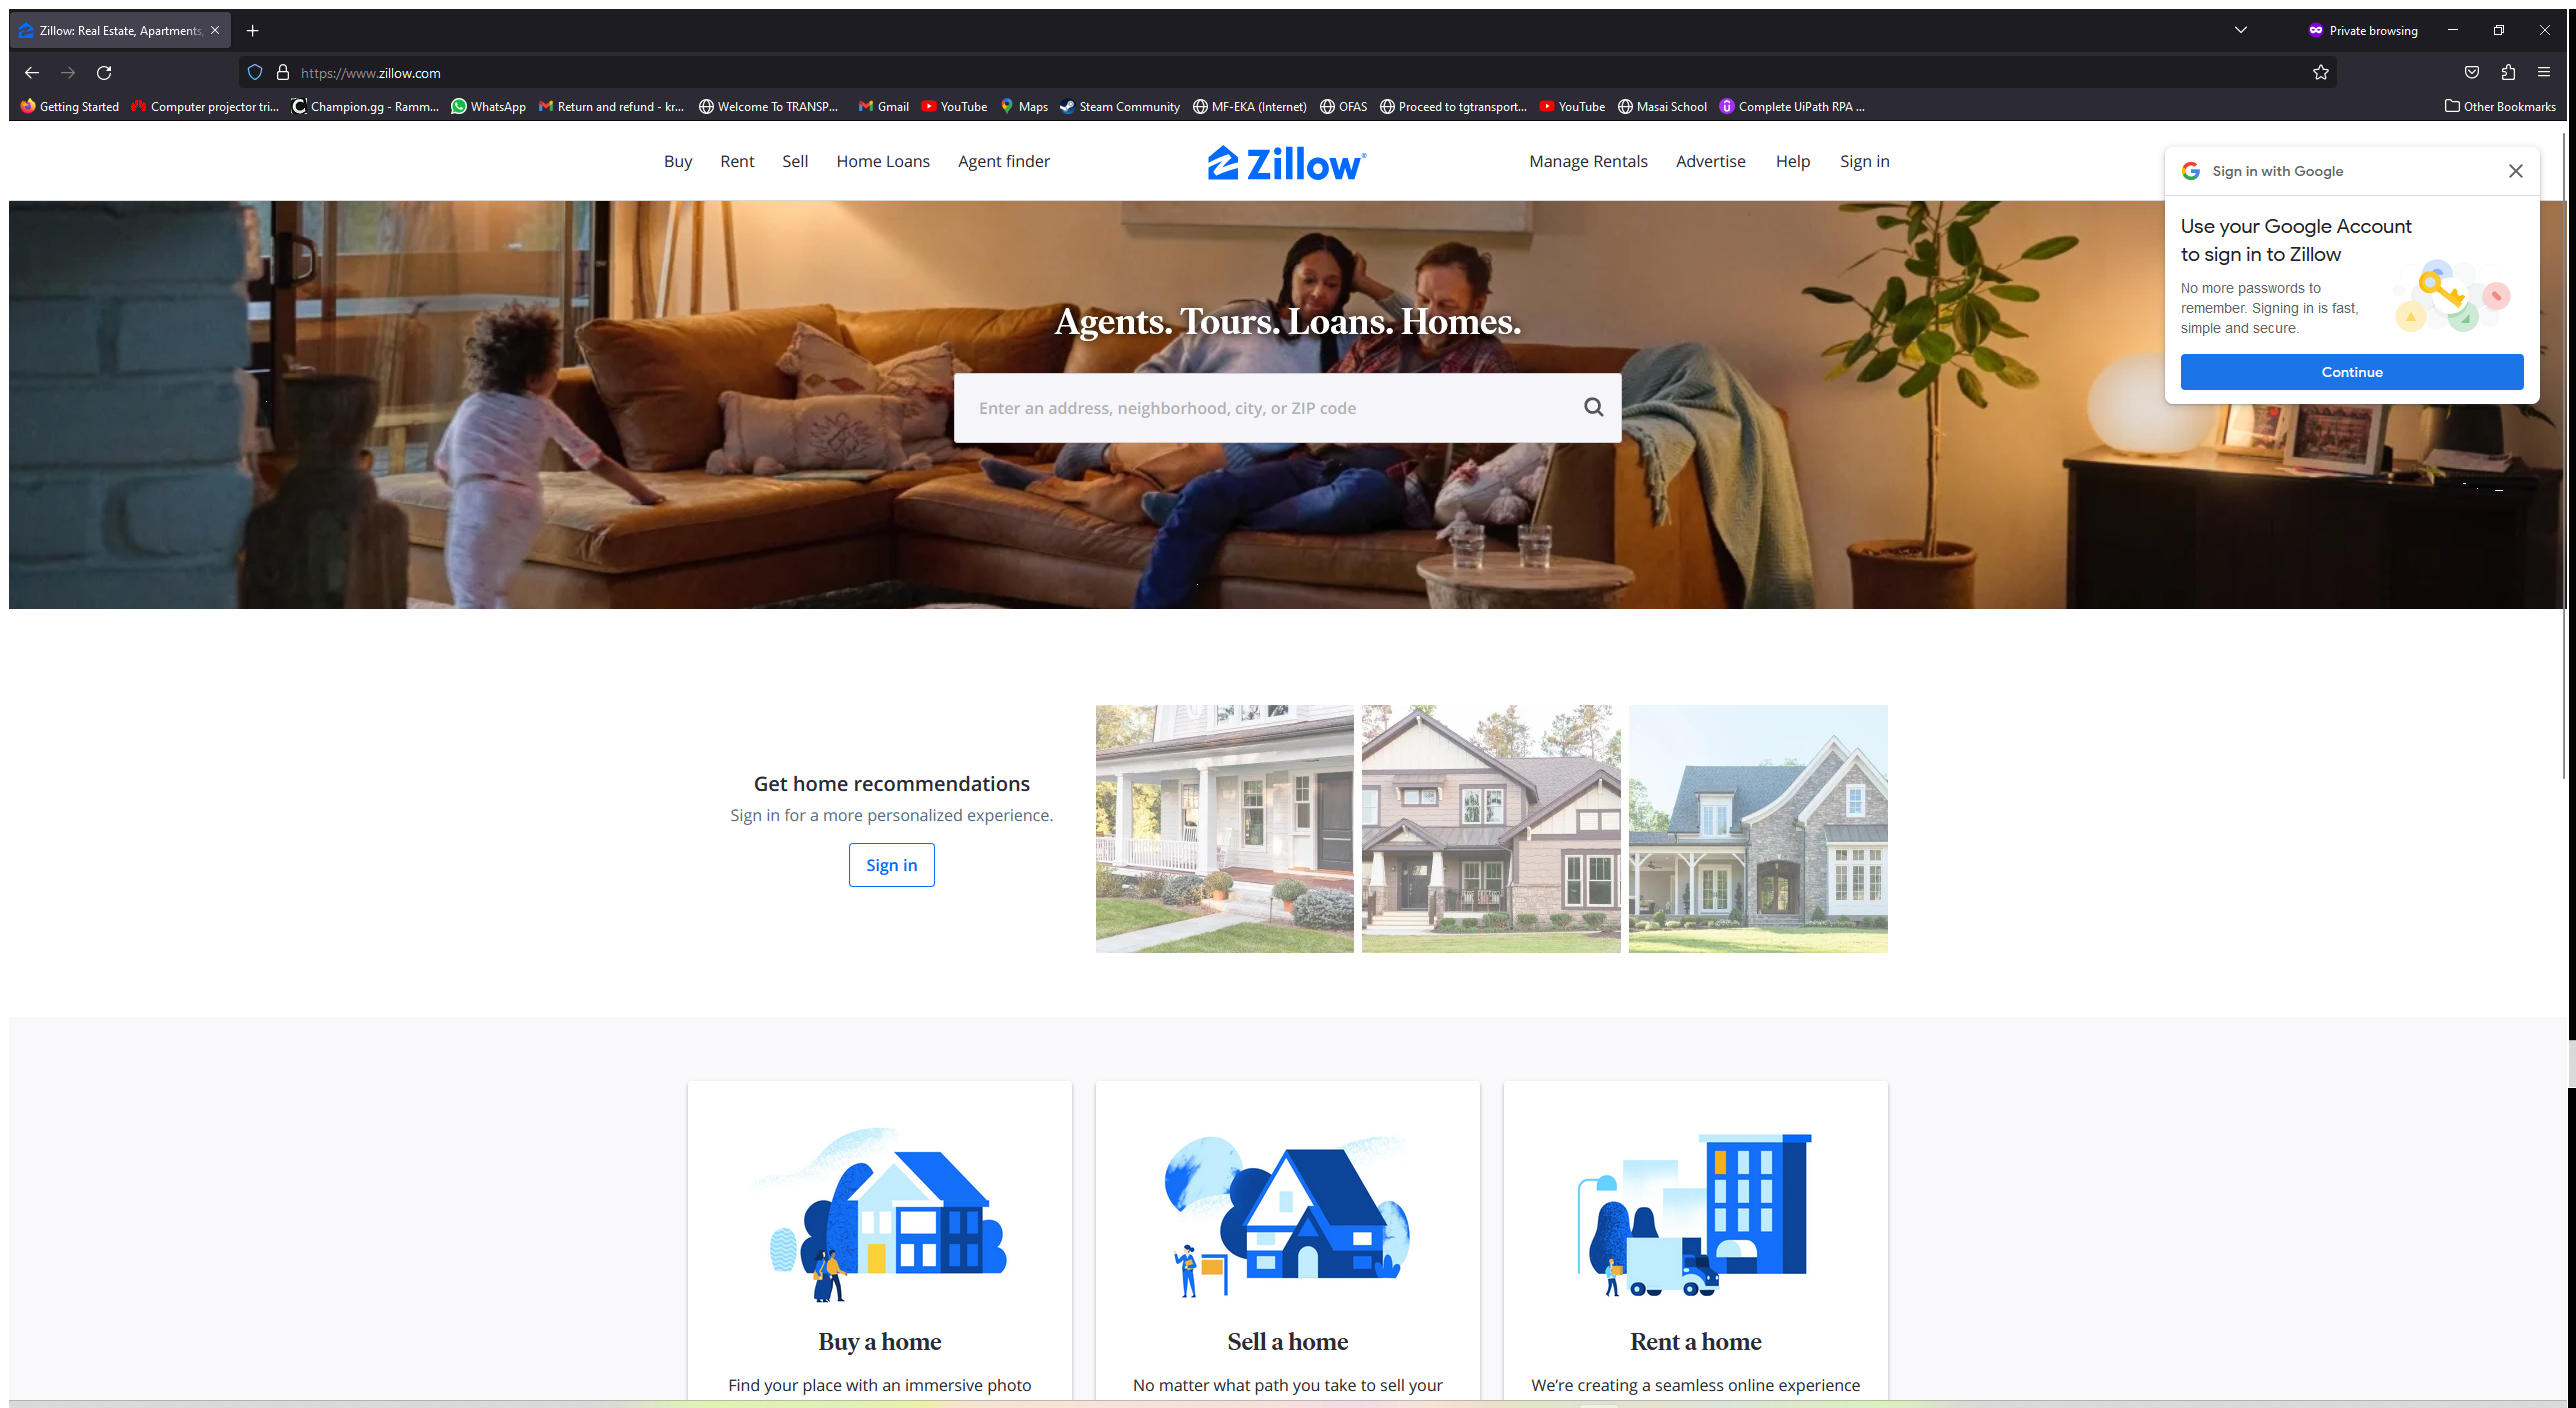 Zillow: Real Estate, Apartments,
Private browsing
https://www.zillow.com
Getting Started
Computer projector tri...
Champion.gg - Ramm...
WhatsApp
Return and refund - kr...
Welcome To TRANSP...
Gmail
YouTube
Maps
Steam Community
MF-EKA (Internet)
OFAS
Proceed to tgtransport...
YouTube
Masai School
Complete UiPath RPA ...
Other Bookmarks
Buy Rent Sell Home Loans Agent finder
Zillow
Manage Rentals Advertise Help Sign in
Sign in with Google
Use your Google Account
to sign in to Zillow
No more passwords to
remember. Signing in is fast,
simple and secure.
Continue
Agents. Tours. Loans. Homes.
Enter an address, neighborhood, city, or ZIP code
Get home recommendations
Sign in for a more personalized experience.
Sign in
Buy a home
Find your place with an immersive photo
Sell a home
No matter what path you take to sell your
Rent a home
We’re creating a seamless online experience